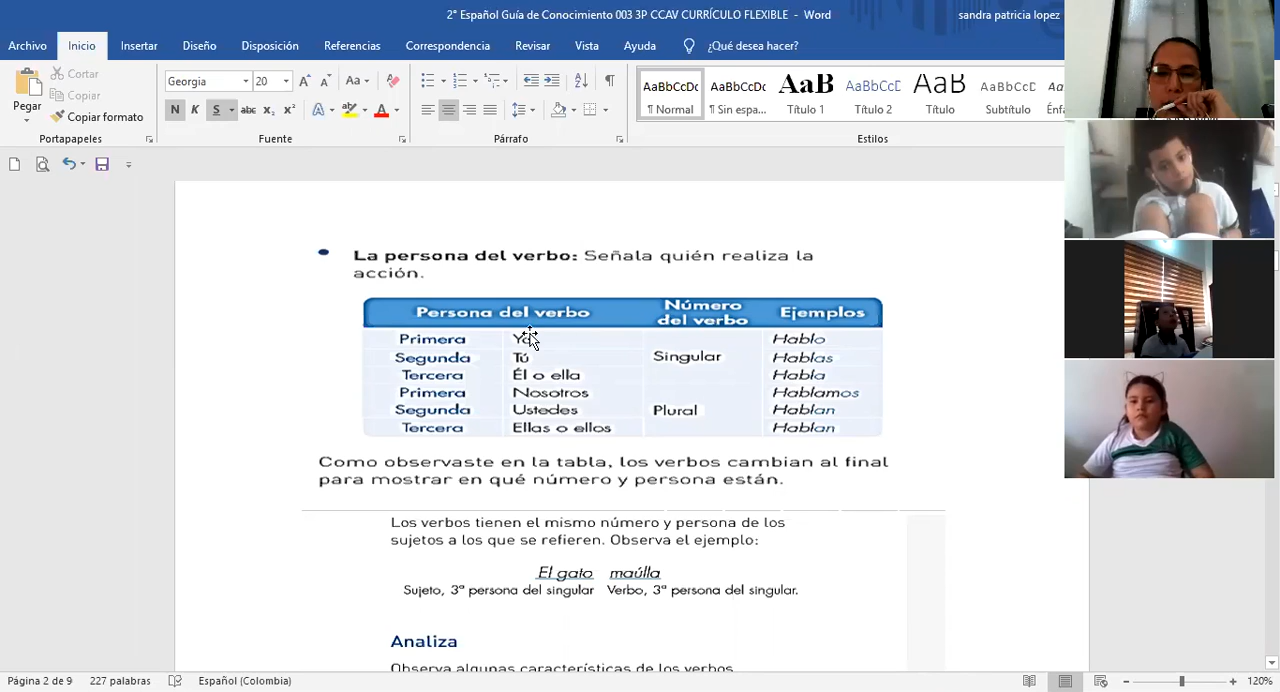 2° Español Guía de Conocimiento 003 3P CCAV CURRÍCULO FLEXIBLE - Word
sandra patricia lopez
Archivo Inicio Insertar Diseño Disposición Referencias Correspondencia Revisar Vista Ayuda ¿Qué desea hacer?
Pegar
Cortar
Copiar
Copiar formato
Portapapeles
Georgia 20
Aa
N K S abc x₂ x² A A
Fuente
Párrafo
AaBbCcDc AaBbCcDc AaB AaBbCcD AaB AaBbCcD AaBbCcDc
¶ Normal ¶ Sin espa... Título 1 Título 2 Título Subtítulo
Estilos
• La persona del verbo: Señala quién realiza la
acción.
Persona del verbo Número del verbo Ejemplos
Primera Yo Hablo
Segunda Tú Singular Hablas
Tercera Él o ella Habla
Primera Nosotros Hablamos
Segunda Ustedes Plural Hablan
Tercera Ellas o ellos Hablan
Como observaste en la tabla, los verbos cambian al final
para mostrar en qué número y persona están.
Los verbos tienen el mismo número y persona de los
sujetos a los que se refieren. Observa el ejemplo:
El gato maúlla
Sujeto, 3ª persona del singular Verbo, 3ª persona del singular.
Analiza
Observa algunas características de los verbos
Página 2 de 9 227 palabras Español (Colombia) 120%